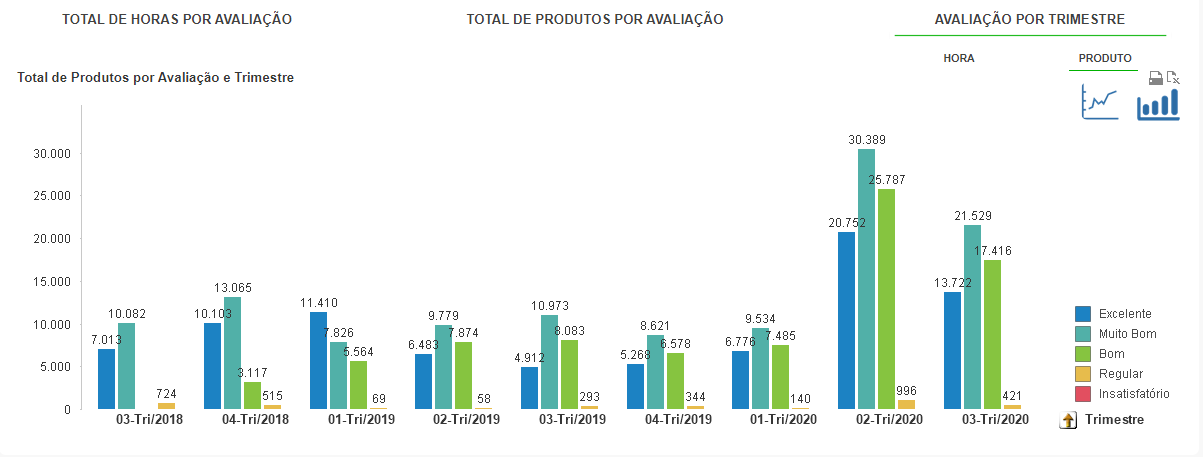 TOTAL DE HORAS POR AVALIAÇÃO
TOTAL DE PRODUTOS POR AVALIAÇÃO
AVALIAÇÃO POR TRIMESTRE
HORA
PRODUTO
Total de Produtos por Avaliação e Trimestre
30.000
25.000
20.000
15.000
10.000
5.000
0
7.013
10.082
724
10.103
13.065
3.117
515
11.410
7.826
5.564
69
6.483
9.779
7.874
58
4.912
10.973
8.083
293
5.268
8.621
6.578
344
6.776
9.534
7.485
140
20.752
30.389
25.787
996
13.722
21.529
17.416
421
03-Tri/2018
04-Tri/2018
01-Tri/2019
02-Tri/2019
03-Tri/2019
04-Tri/2019
01-Tri/2020
02-Tri/2020
03-Tri/2020
Excelente
Muito Bom
Bom
Regular
Insatisfatório
Trimestre